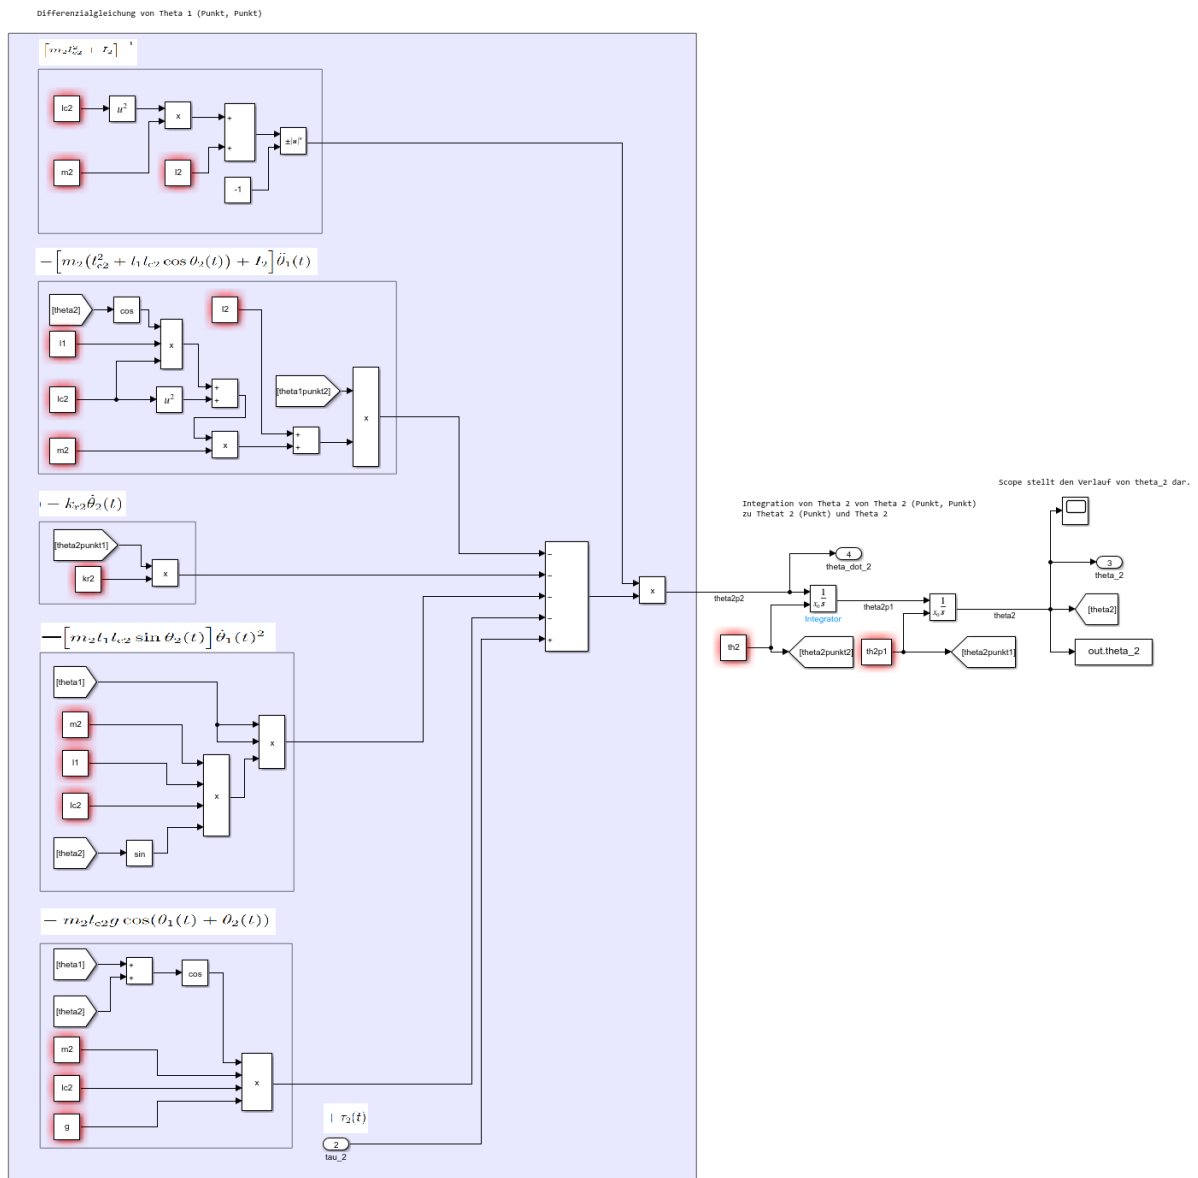 Differenzialgleichung von Theta 1 (Punkt, Punkt)
[m₂l²c2 + I₂]
lc2
u²
x
+
+
±|u|ᵃ
m2
I2
-1
−[m₂(l²c2 + l₁lc2 cos θ₂(t)) + I₂]θ̈₁(t)
[theta2]
cos
I2
l1
x
lc2
u²
+
+
[theta1punkt2]
x
m2
x
+
+
− kr2θ̇₂(t)
[theta2punkt1]
kr2
x
−
−
−
−
+
x
−[m₂l₁lc2 sin θ₂(t)]θ̇₁(t)²
[theta1]
m2
x
l1
x
lc2
[theta2]
sin
− m₂lc2g cos(θ₁(t) + θ₂(t))
[theta1]
+
+
cos
[theta2]
m2
lc2
x
g
+ τ₂(t)
2
tau_2
Scope stellt den Verlauf von theta_2 dar.
Integration von Theta 2 von Theta 2 (Punkt, Punkt)
zu Thetat 2 (Punkt) und Theta 2
4
theta_dot_2
3
theta_2
theta2p2
1
x₀ s
Integrator
theta2p1
1
x₀ s
theta2
[theta2]
th2
[theta2punkt2]
th2p1
[theta2punkt1]
out.theta_2